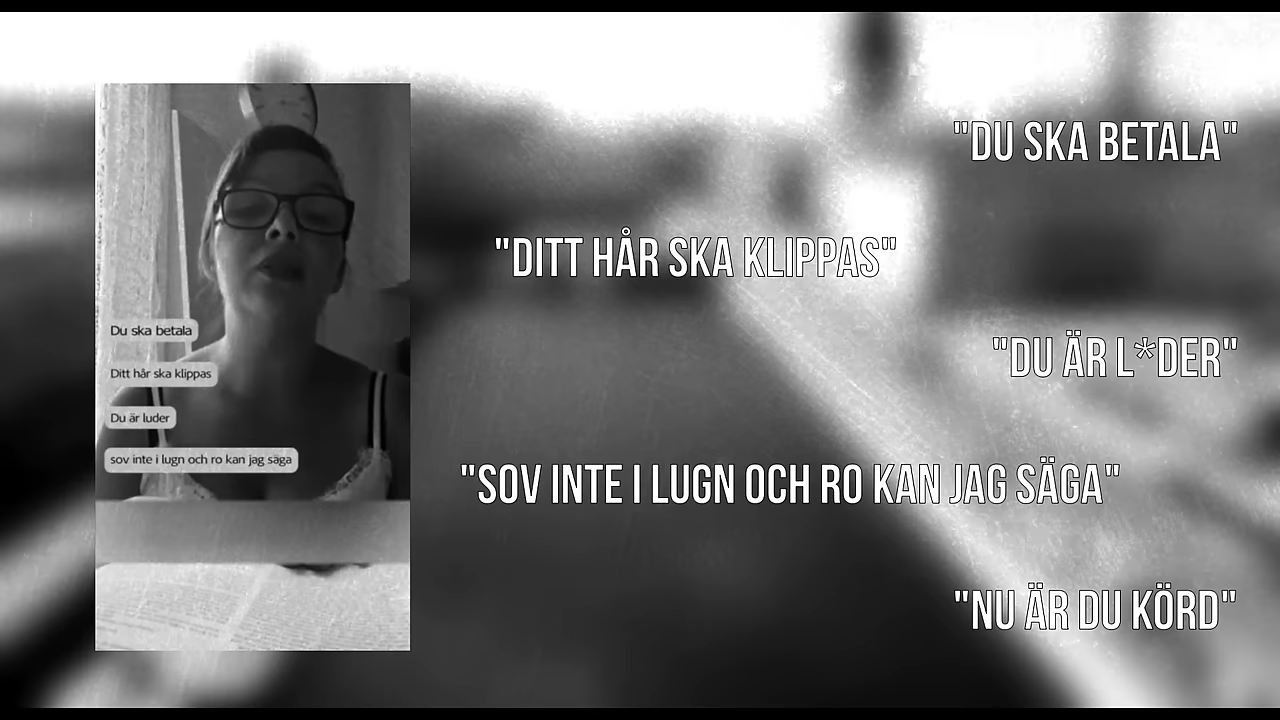 "DU SKA BETALA"
"DITT HÅR SKA KLIPPAS"
"DU ÄR L*DER"
"SOV INTE I LUGN OCH RO KAN JAG SÄGA"
"NU ÄR DU KÖRD"
Du ska betala
Ditt hår ska klippas
Du är luder
sov inte i lugn och ro kan jag säga